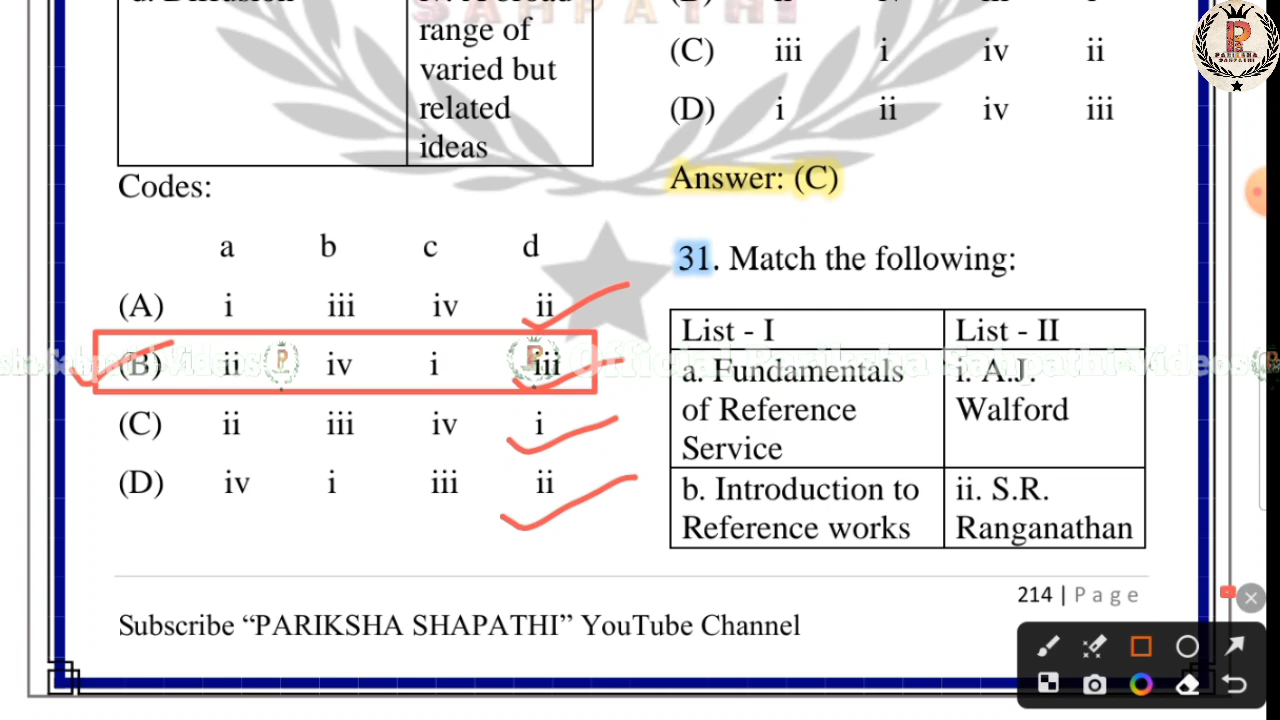 range of
varied but
related
ideas
Codes:
a b c d
(A) i iii iv ii
(B) ii iv i iii
(C) ii iii iv i
(D) iv i iii ii
(C) iii i iv ii
(D) i ii iv iii
Answer: (C)
31. Match the following:
List - I List - II
a. Fundamentals of Reference Service i. A.J. Walford
b. Introduction to Reference works ii. S.R. Ranganathan
214 | Page
Subscribe “PARIKSHA SHAPATHI” YouTube Channel
PARIKSHA
SHAPATHI